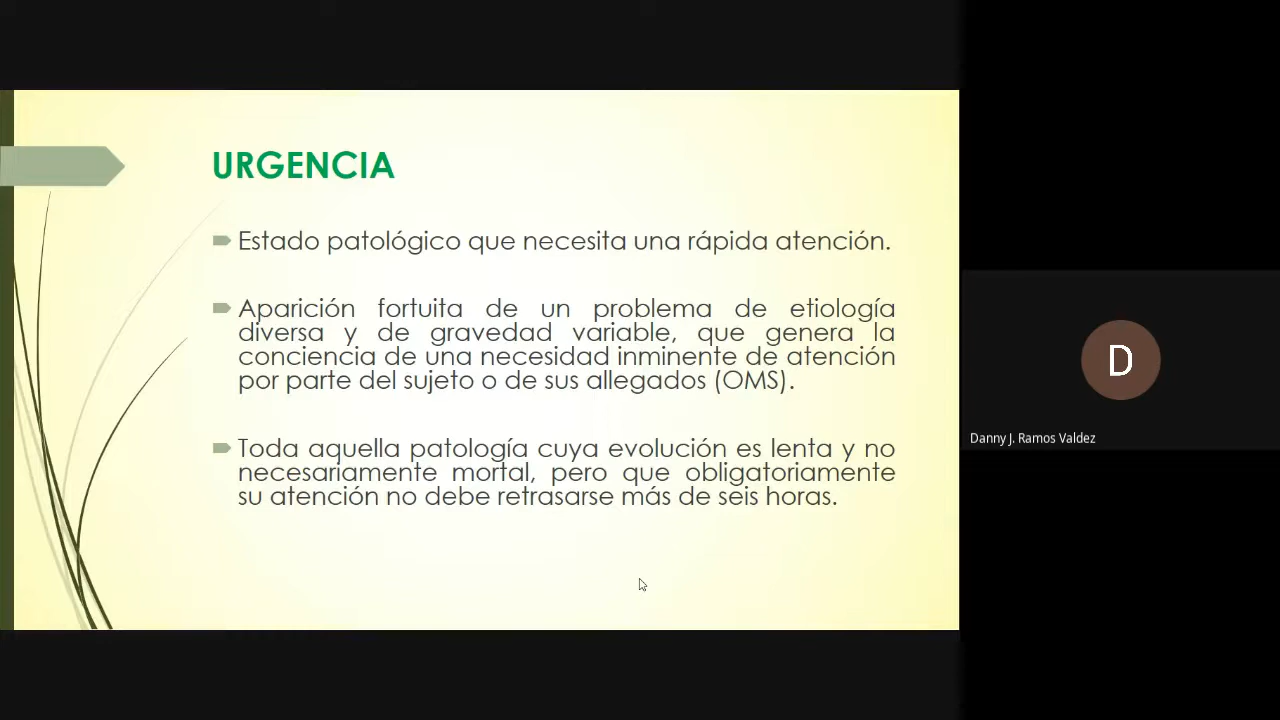 URGENCIA
Estado patológico que necesita una rápida atención.
Aparición fortuita de un problema de etiología
diversa y de gravedad variable, que genera la
conciencia de una necesidad inminente de atención
por parte del sujeto o de sus allegados (OMS).
Toda aquella patología cuya evolución es lenta y no
necesariamente mortal, pero que obligatoriamente
su atención no debe retrasarse más de seis horas.
D
Danny J. Ramos Valdez